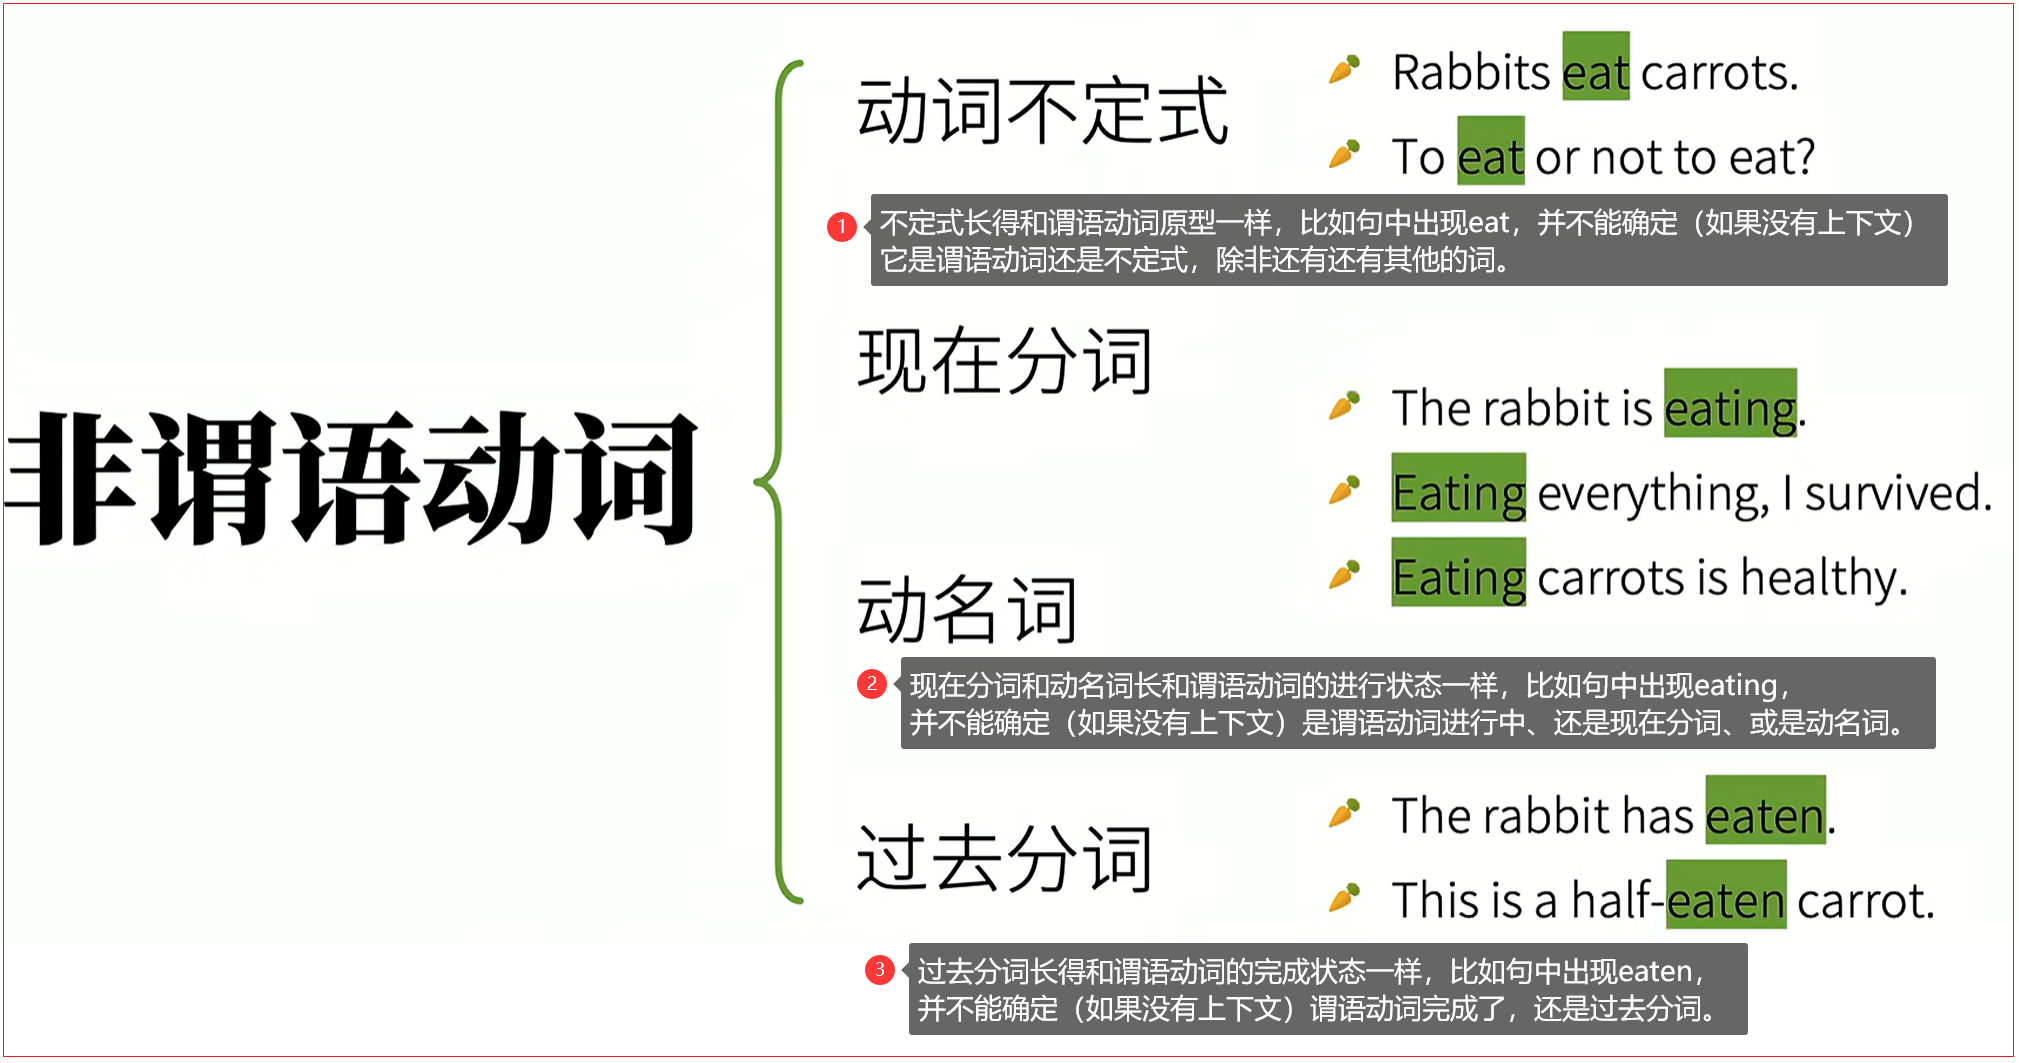 非谓语动词
动词不定式
Rabbits eat carrots.
To eat or not to eat?
1
不定式长得和谓语动词原型一样，比如句中出现eat，并不能确定（如果没有上下文）
它是谓语动词还是不定式，除非还有还有其他的词。
现在分词
The rabbit is eating.
Eating everything, I survived.
Eating carrots is healthy.
动名词
2
现在分词和动名词长和谓语动词的进行状态一样，比如句中出现eating，
并不能确定（如果没有上下文）是谓语动词进行中、还是现在分词、或是动名词。
过去分词
The rabbit has eaten.
This is a half-eaten carrot.
3
过去分词长得和谓语动词的完成状态一样，比如句中出现eaten，
并不能确定（如果没有上下文）谓语动词完成了，还是过去分词。